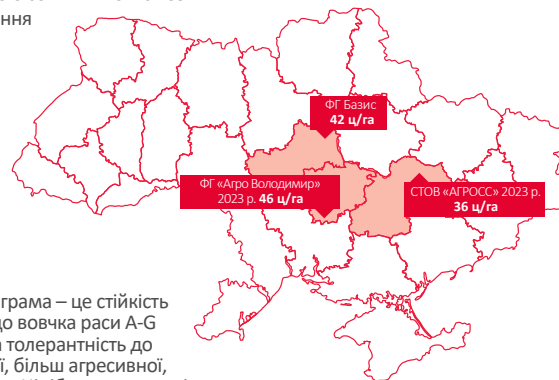 ння
ФГ Базис
42 ц/га
ФГ «Агро Володимир»
2023 р. 46 ц/га
СТОВ «АГРОСС» 2023 р.
36 ц/га
грама – це стійкість
до вовчка раси A-G
а толерантність до
ї, більш агресивної,